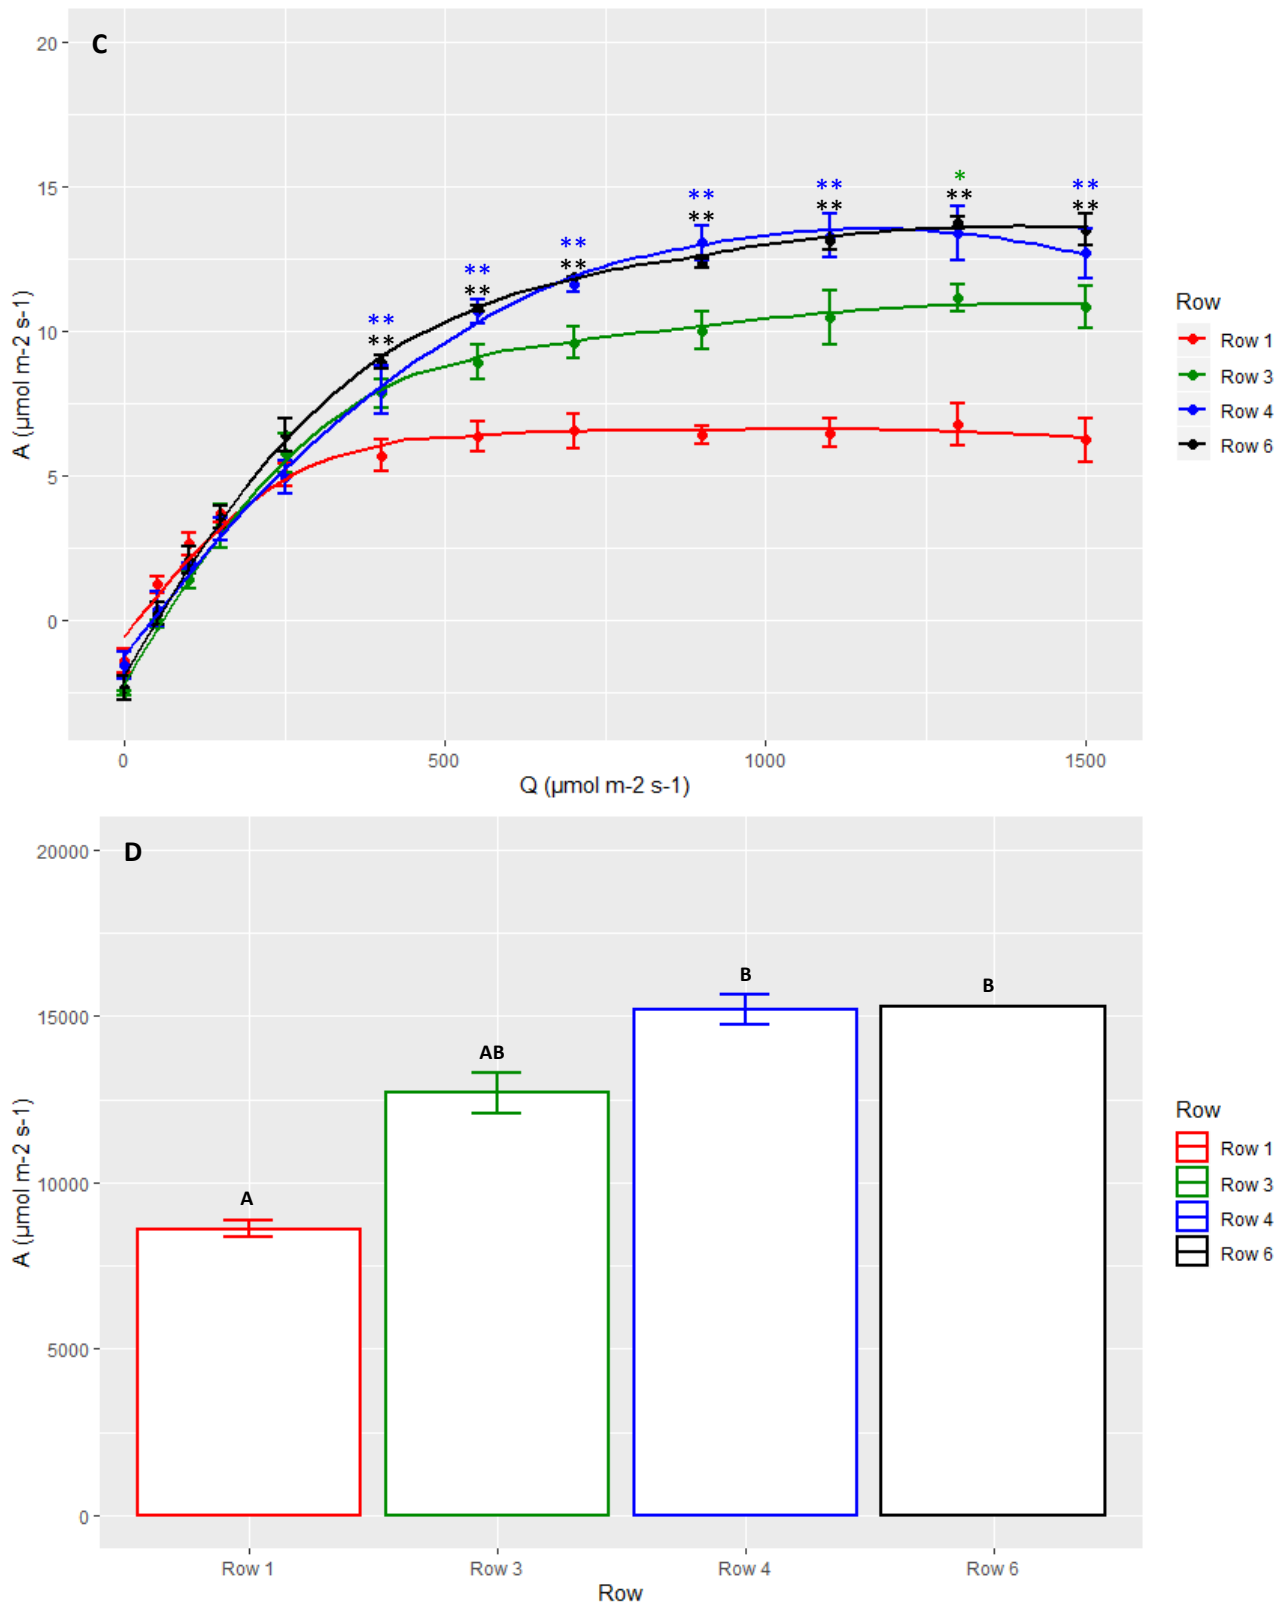 C
20
15
10
5
0
A (µmol m-2 s-1)
*
** ** ** **
** ** ** **
** **
** **
**
**
0 500 1000 1500
Q (µmol m-2 s-1)
Row
Row 1
Row 3
Row 4
Row 6
D
20000
15000
10000
5000
0
A (µmol m-2 s-1)
A
AB
B
B
Row 1 Row 3 Row 4 Row 6
Row
Row
Row 1
Row 3
Row 4
Row 6